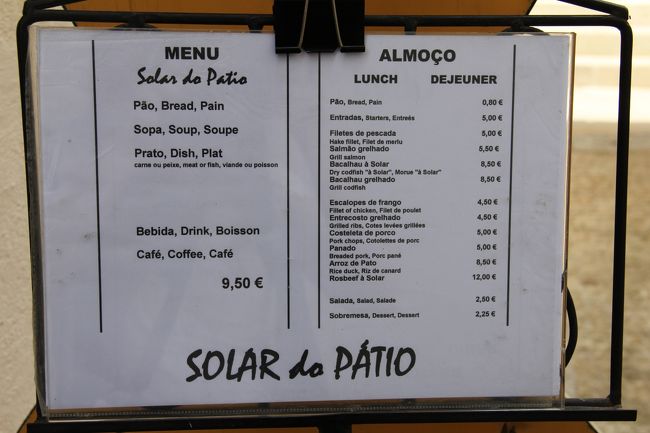 MENU
Solar do Patio
Pão, Bread, Pain
Sopa, Soup, Soupe
Prato, Dish, Plat
carne ou peixe, meat or fish, viande ou poisson
Bebida, Drink, Boisson
Café, Coffee, Café
9,50 €
ALMOÇO
LUNCH DEJEUNER
Pão, Bread, Pain 0,80 €
Entradas, Starters, Entreés 5,00 €
Filetes de pescada 5,00 €
Hake fillet, Filet de merlu
Salmão grelhado 5,50 €
Grill salmon
Bacalhau à Solar 8,50 €
Dry codfish "à Solar", Morue "à Solar"
Bacalhau grelhado 8,50 €
Grill codfish
Escalopes de frango 4,50 €
Fillet of chicken, Filet de poulet
Entrecosto grelhado 4,50 €
Grilled ribs, Cotes levées grillées
Costeleta de porco 5,00 €
Pork chops, Cotolettes de porc
Panado 5,00 €
Breaded pork, Porc pané
Arroz de Pato 8,50 €
Rice duck, Riz de canard
Rosbeef à Solar 12,00 €
Salada, Salad, Salade 2,50 €
Sobremesa, Dessert, Dessert 2,25 €
SOLAR do PÁTIO